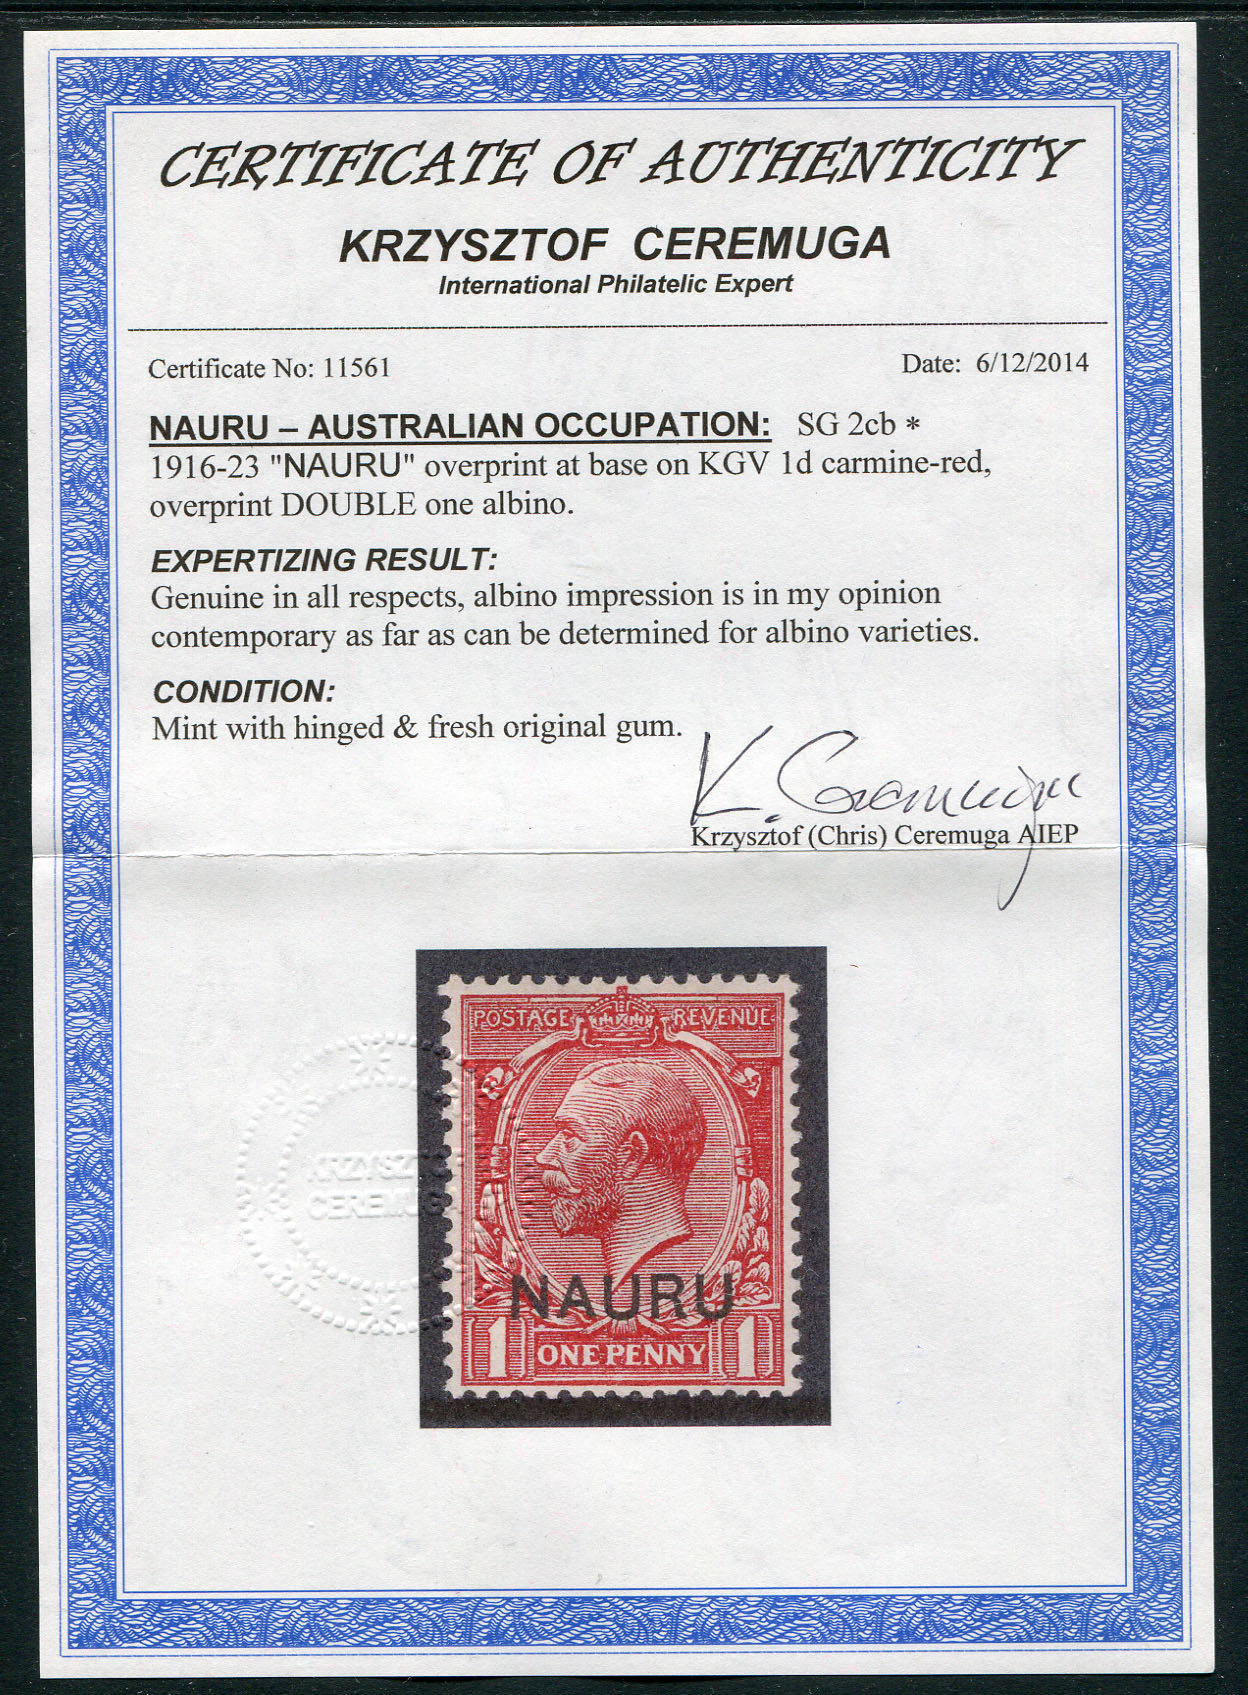 CERTIFICATE OF AUTHENTICITY
KRZYSZTOF CEREMUGA
International Philatelic Expert
Certificate No: 11561
Date: 6/12/2014
NAURU – AUSTRALIAN OCCUPATION: SG 2cb *
1916-23 "NAURU" overprint at base on KGV 1d carmine-red,
overprint DOUBLE one albino.
EXPERTIZING RESULT:
Genuine in all respects, albino impression is in my opinion
contemporary as far as can be determined for albino varieties.
CONDITION:
Mint with hinged & fresh original gum.
K. Ceremuga
Krzysztof (Chris) Ceremuga AIEP
POSTAGE REVENUE
KRZYSZT
CEREMUGA
NAURU
1 ONE PENNY 1